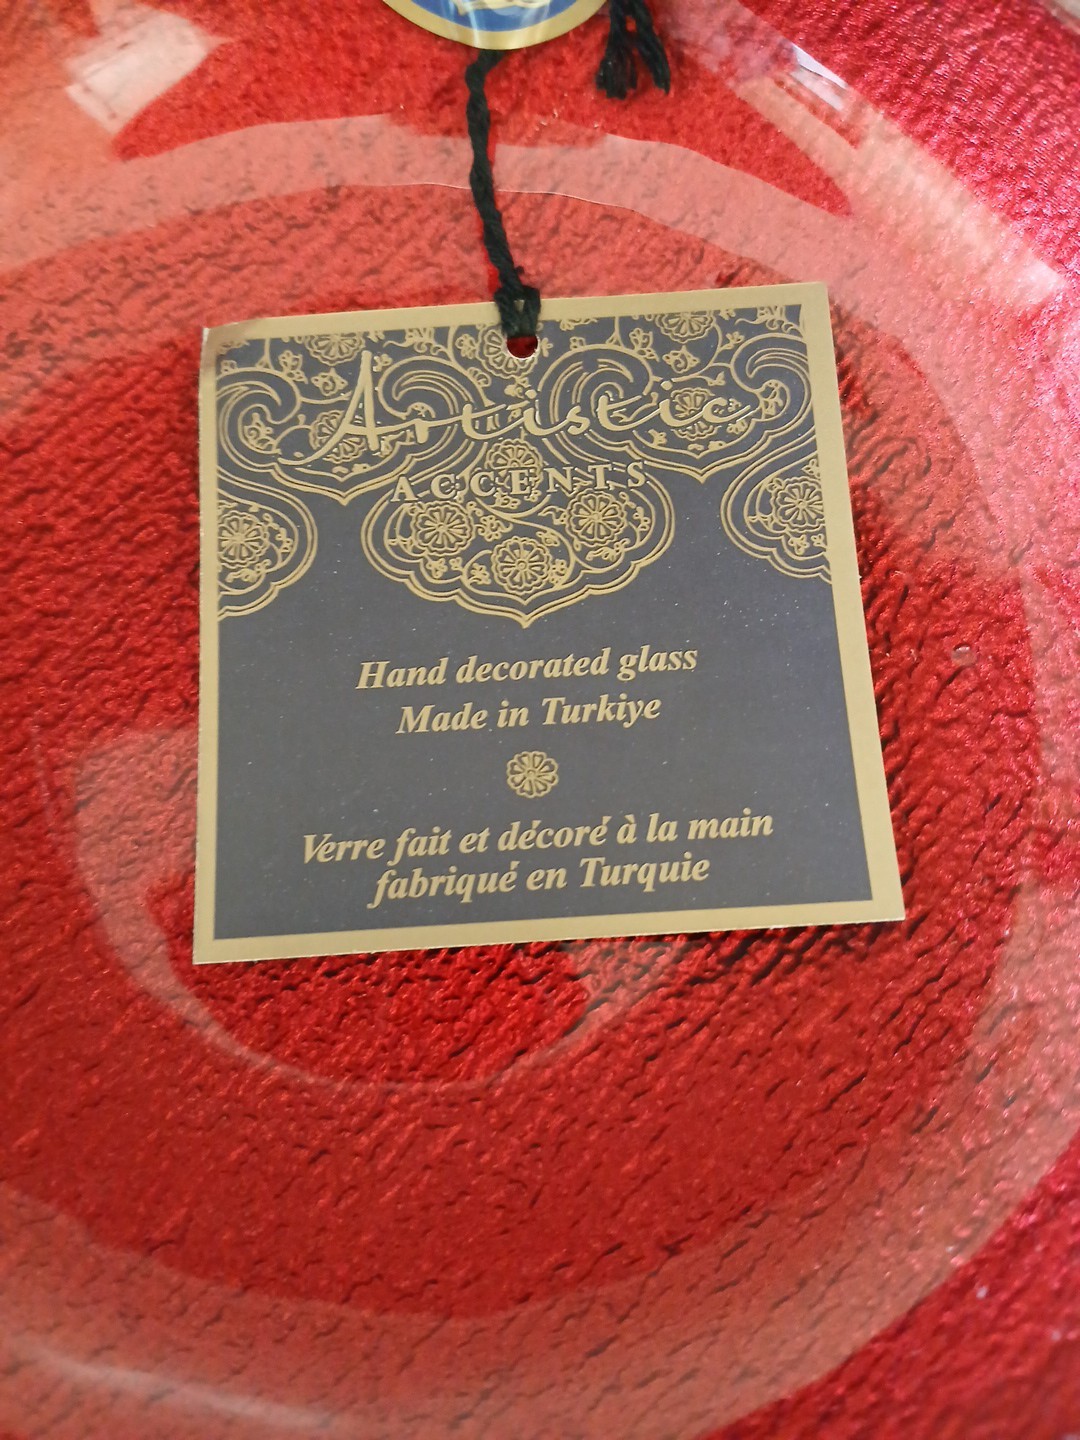 Artistic
ACCENTS
Hand decorated glass
Made in Turkiye
Verre fait et décoré à la main
fabriqué en Turquie